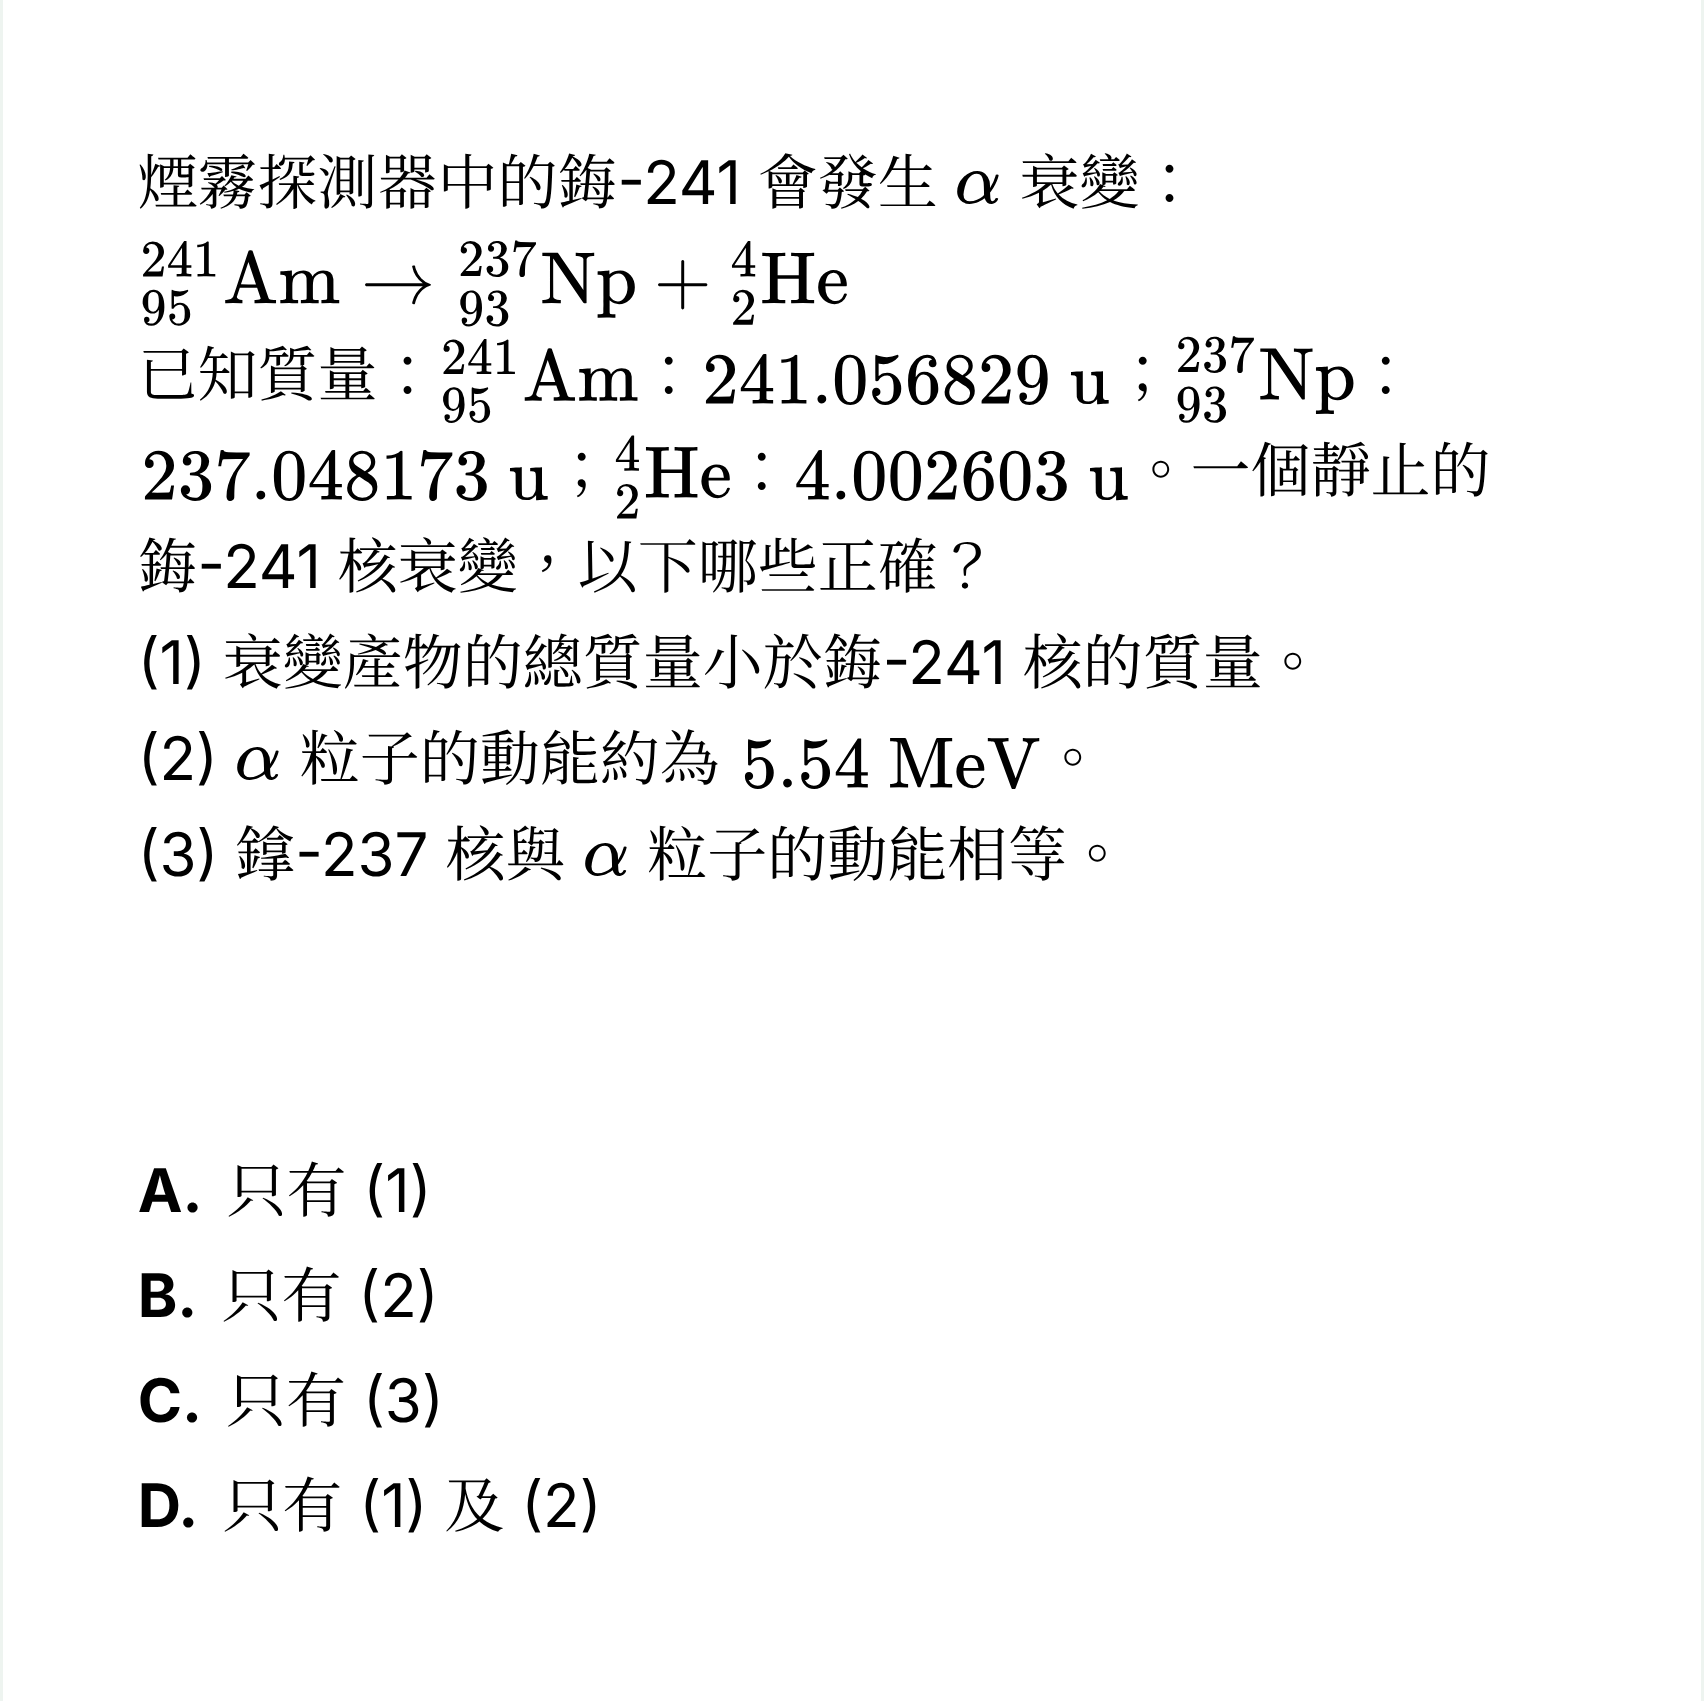 煙霧探測器中的鋂-241 會發生 α 衰變：
²⁴¹₉₅Am → ²³⁷₉₃Np + ⁴₂He
已知質量：²⁴¹₉₅Am：241.056829 u；²³⁷₉₃Np：
237.048173 u；⁴₂He：4.002603 u。一個靜止的
鋂-241 核衰變，以下哪些正確？
(1) 衰變產物的總質量小於鋂-241 核的質量。
(2) α 粒子的動能約為 5.54 MeV。
(3) 錼-237 核與 α 粒子的動能相等。
A. 只有 (1)
B. 只有 (2)
C. 只有 (3)
D. 只有 (1) 及 (2)